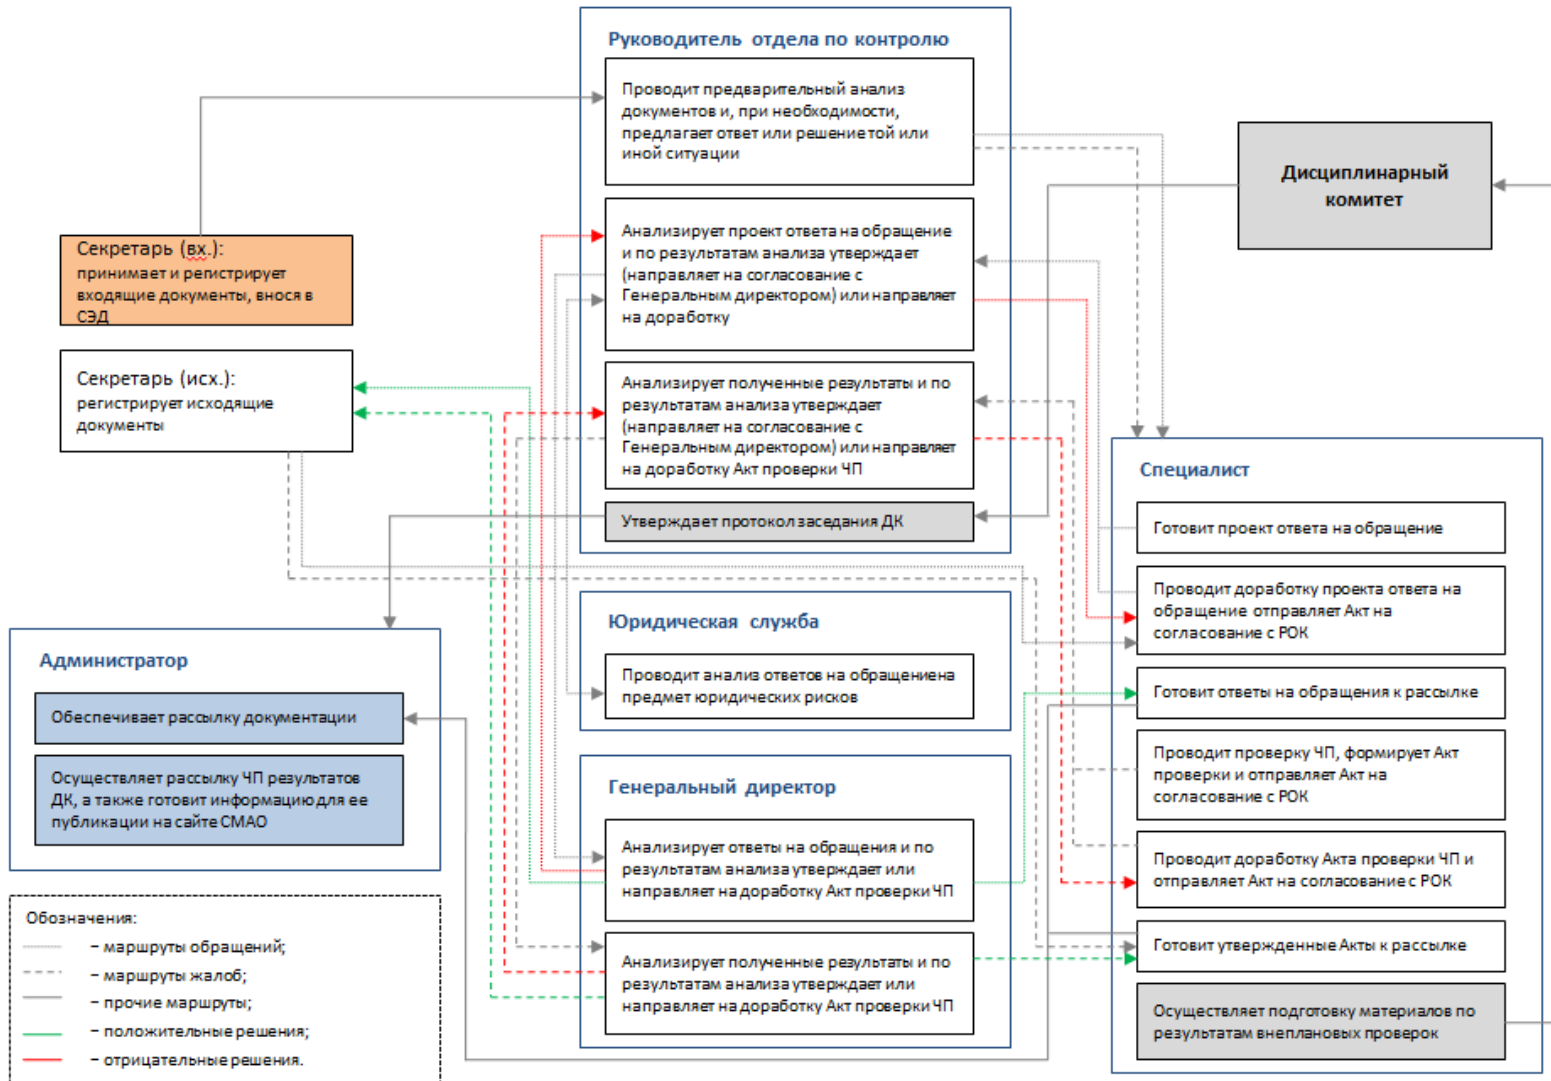 Руководитель отдела по контролю
Проводит предварительный анализ
документов и, при необходимости,
предлагает ответ или решение той или
иной ситуации
Анализирует проект ответа на обращение
и по результатам анализа утверждает
(направляет на согласование с
Генеральным директором) или направляет
на доработку
Анализирует полученные результаты и по
результатам анализа утверждает
(направляет на согласование с
Генеральным директором) или направляет
на доработку Акт проверки ЧП
Утверждает протокол заседания ДК
Дисциплинарный
комитет
Секретарь (вх.):
принимает и регистрирует
входящие документы, внося в
СЭД
Секретарь (исх.):
регистрирует исходящие
документы
Юридическая служба
Проводит анализ ответов на обращениена
предмет юридических рисков
Генеральный директор
Анализирует ответы на обращения и по
результатам анализа утверждает или
направляет на доработку Акт проверки ЧП
Анализирует полученные результаты и по
результатам анализа утверждает или
направляет на доработку Акт проверки ЧП
Специалист
Готовит проект ответа на обращение
Проводит доработку проекта ответа на
обращение отправляет Акт на
согласование с РОК
Готовит ответы на обращения к рассылке
Проводит проверку ЧП, формирует Акт
проверки и отправляет Акт на
согласование с РОК
Проводит доработку Акта проверки ЧП и
отправляет Акт на согласование с РОК
Готовит утвержденные Акты к рассылке
Осуществляет подготовку материалов по
результатам внеплановых проверок
Администратор
Обеспечивает рассылку документации
Осуществляет рассылку ЧП результатов
ДК, а также готовит информацию для ее
публикации на сайте СМАО
Обозначения:
– маршруты обращений;
– маршруты жалоб;
– прочие маршруты;
– положительные решения;
– отрицательные решения.